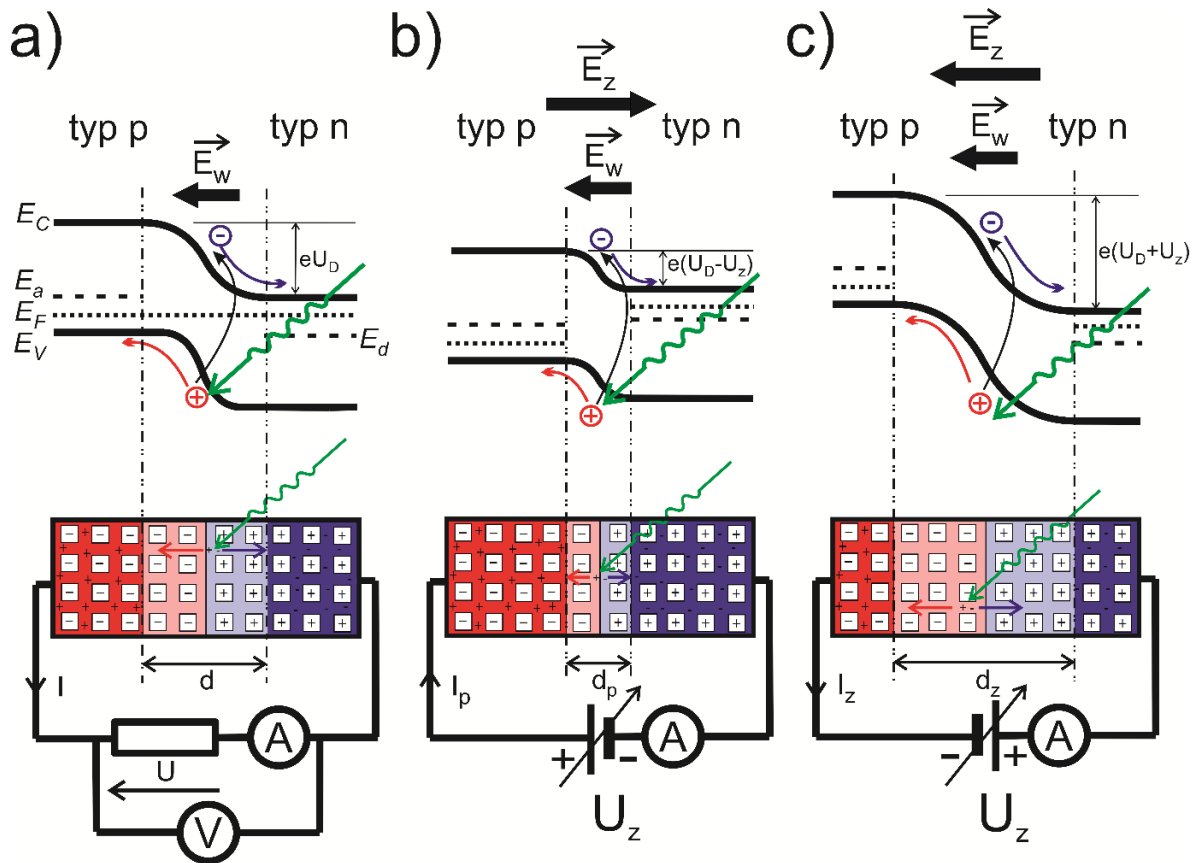 a)
typ p
typ n
E_w
E_C
eU_D
E_a
E_F
E_V
E_d
d
I
A
U
V
b)
E_z
typ p
typ n
E_w
e(U_D-U_z)
d_p
I_p
+
-
A
U_z
c)
E_z
typ p
typ n
E_w
e(U_D+U_z)
d_z
I_z
-
+
A
U_z